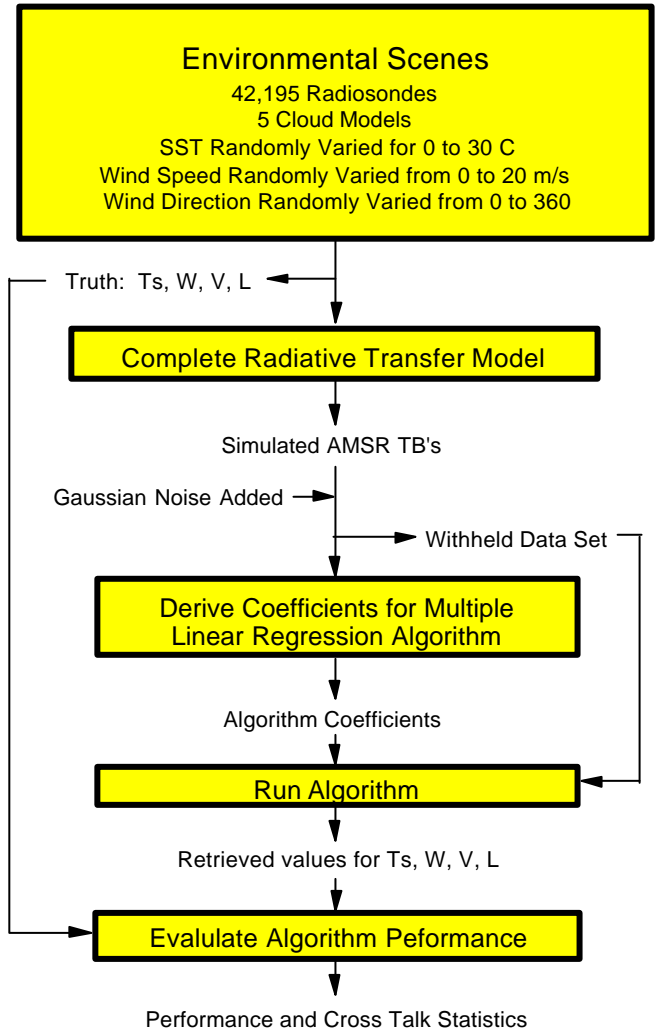 Environmental Scenes
42,195 Radiosondes
5 Cloud Models
SST Randomly Varied for 0 to 30 C
Wind Speed Randomly Varied from 0 to 20 m/s
Wind Direction Randomly Varied from 0 to 360
Truth: Ts, W, V, L
Complete Radiative Transfer Model
Simulated AMSR TB's
Gaussian Noise Added
Withheld Data Set
Derive Coefficients for Multiple
Linear Regression Algorithm
Algorithm Coefficients
Run Algorithm
Retrieved values for Ts, W, V, L
Evalulate Algorithm Peformance
Performance and Cross Talk Statistics